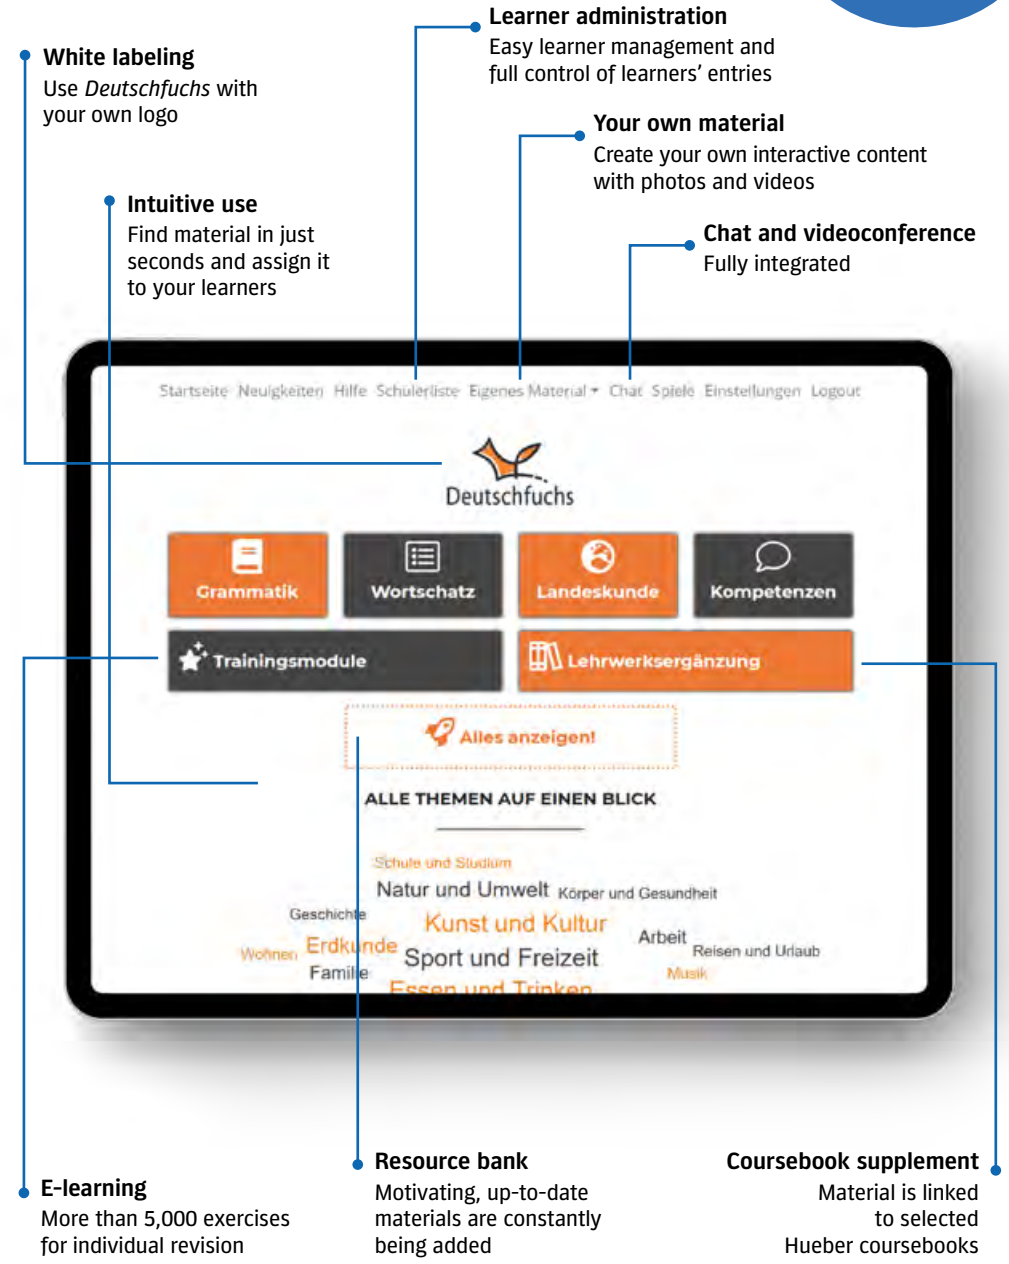 Learner administration
Easy learner management and
full control of learners’ entries
White labeling
Use Deutschfuchs with
your own logo
Your own material
Create your own interactive content
with photos and videos
Intuitive use
Find material in just
seconds and assign it
to your learners
Chat and videoconference
Fully integrated
Startseite Neuigkeiten Hilfe Schülerliste Eigenes Material Chat Spiele Einstellungen Logout
Deutschfuchs
Grammatik
Wortschatz
Landeskunde
Kompetenzen
Trainingsmodule
Lehrwerksergänzung
Alles anzeigen!
ALLE THEMEN AUF EINEN BLICK
Schule und Studium
Natur und Umwelt Körper und Gesundheit
Geschichte
Kunst und Kultur
Arbeit
Wohnen Erdkunde
Sport und Freizeit
Reisen und Urlaub
Familie
Musik
Essen und Trinken
E-learning
More than 5,000 exercises
for individual revision
Resource bank
Motivating, up-to-date
materials are constantly
being added
Coursebook supplement
Material is linked
to selected
Hueber coursebooks